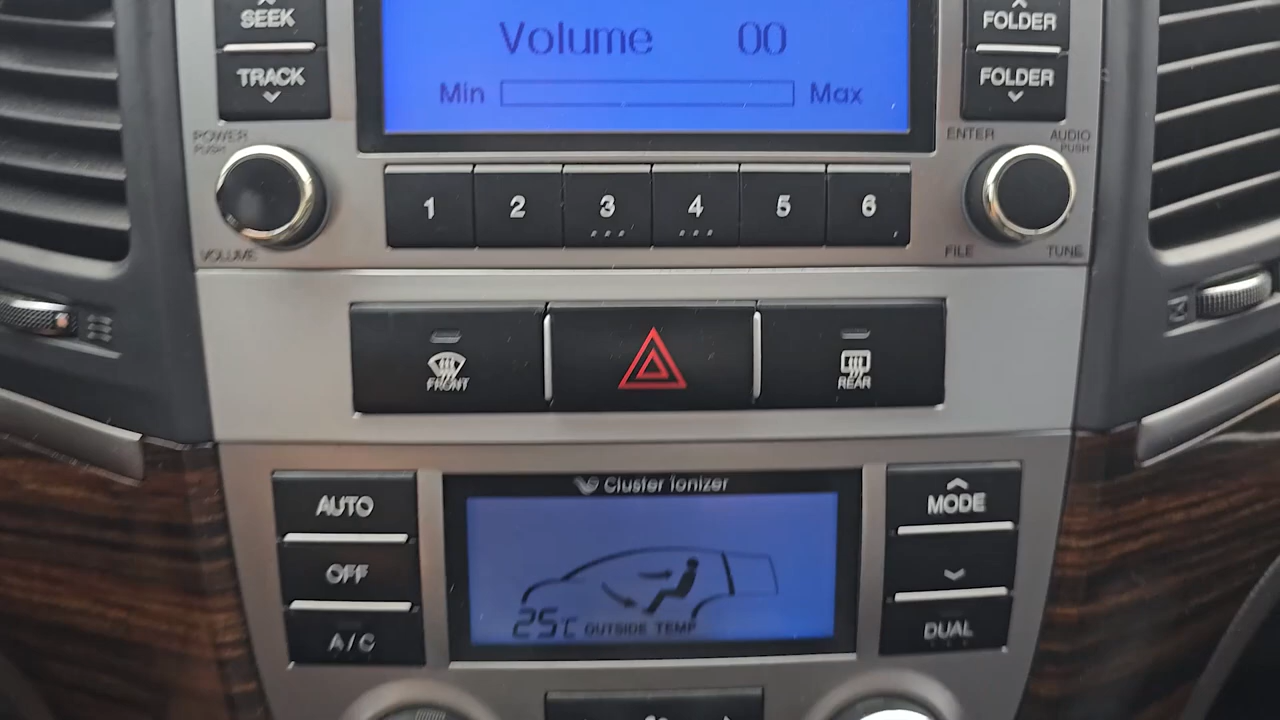 SEEK
TRACK
Volume 00
Min Max
FOLDER
FOLDER
POWER
PUSH
VOLUME
1 2 3 4 5 6
ENTER
AUDIO
PUSH
FILE
TUNE
FRONT
REAR
AUTO
OFF
A/C
Cluster Ionizer
25℃ OUTSIDE TEMP
MODE
DUAL